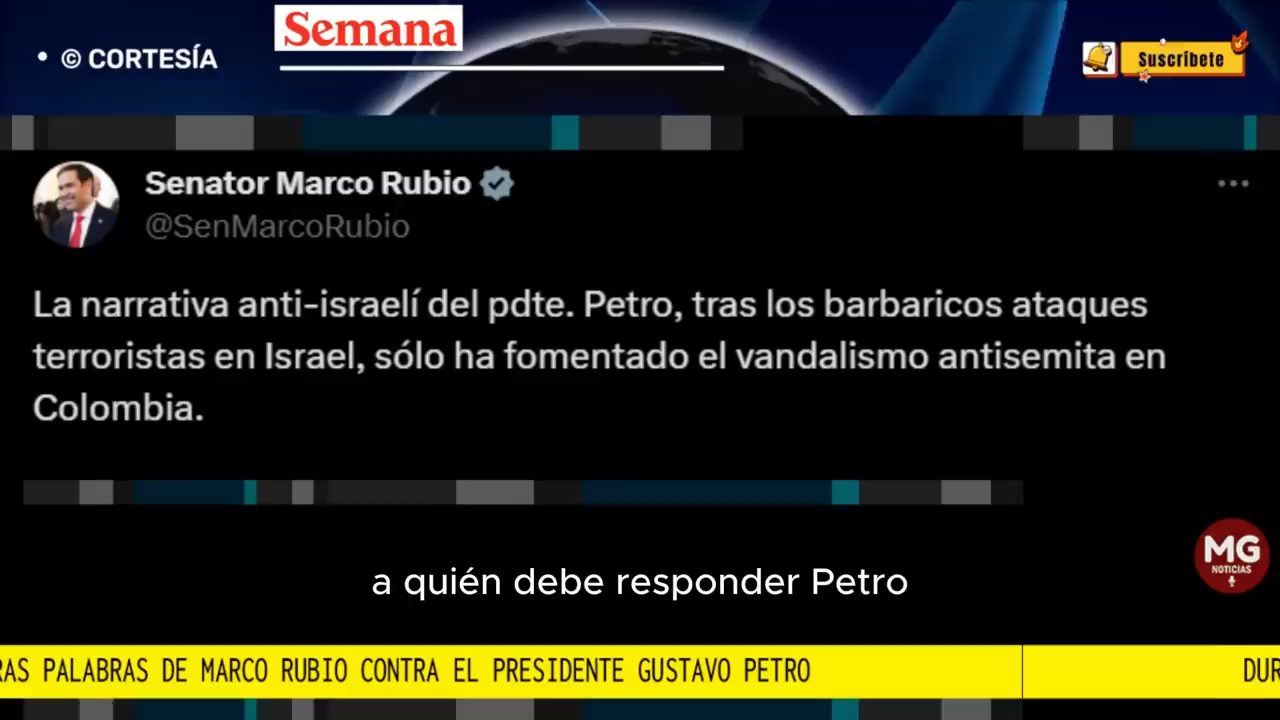 Semana
• © CORTESÍA
Suscríbete
Senator Marco Rubio
@SenMarcoRubio
La narrativa anti-israelí del pdte. Petro, tras los barbaricos ataques
terroristas en Israel, sólo ha fomentado el vandalismo antisemita en
Colombia.
MG
NOTICIAS
a quién debe responder Petro
RAS PALABRAS DE MARCO RUBIO CONTRA EL PRESIDENTE GUSTAVO PETRO
DUR